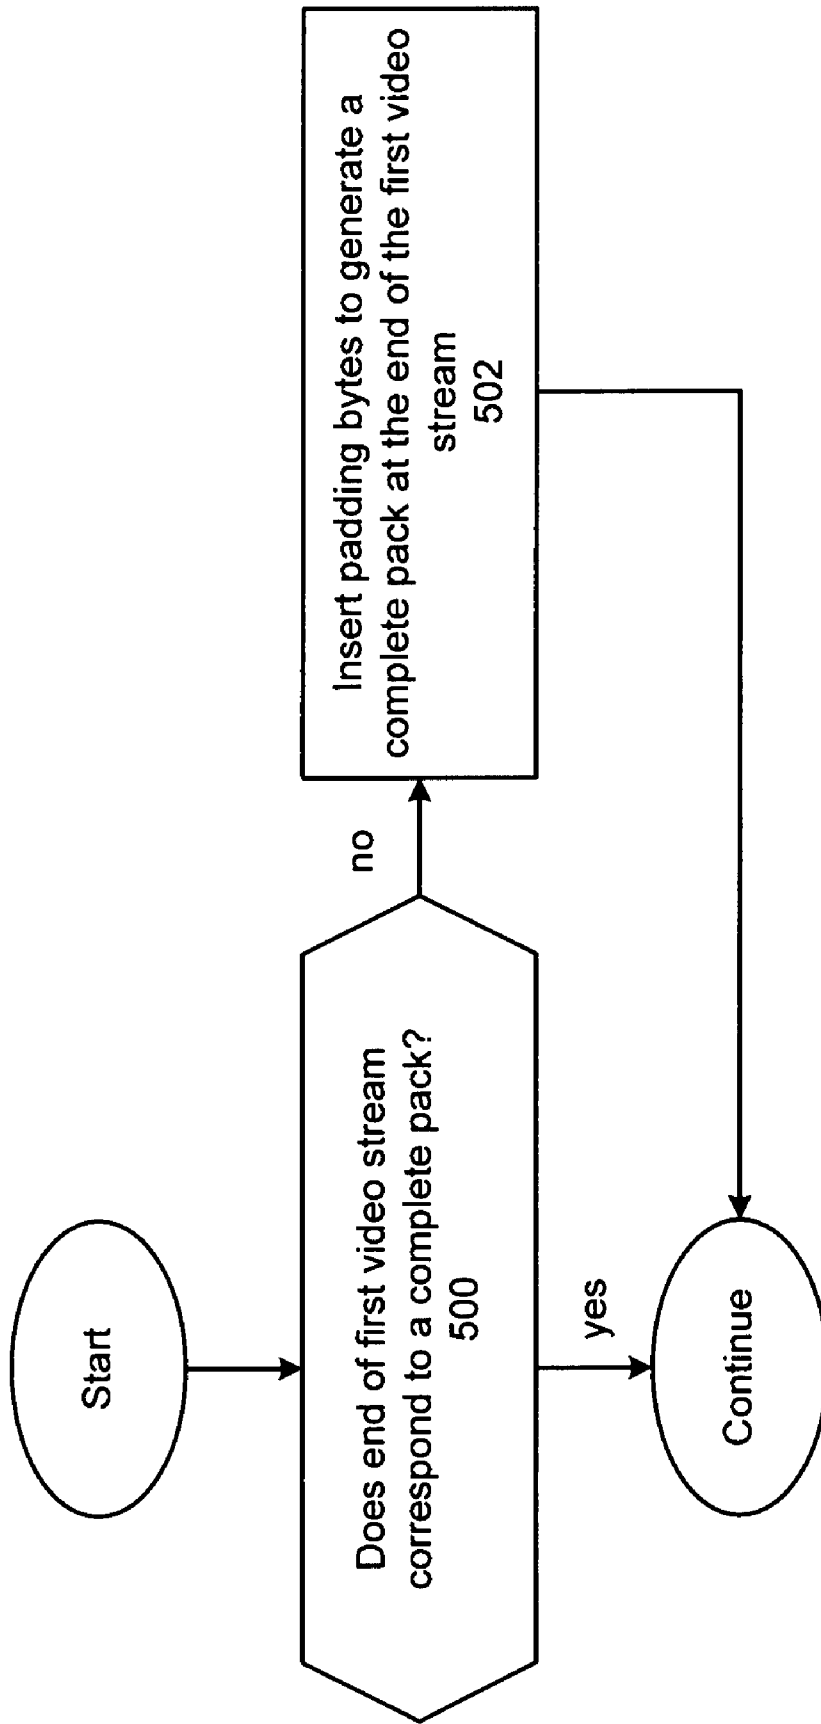 Start
Does end of first video stream
correspond to a complete pack?
500
no
Insert padding bytes to generate a
complete pack at the end of the first video
stream
502
yes
Continue